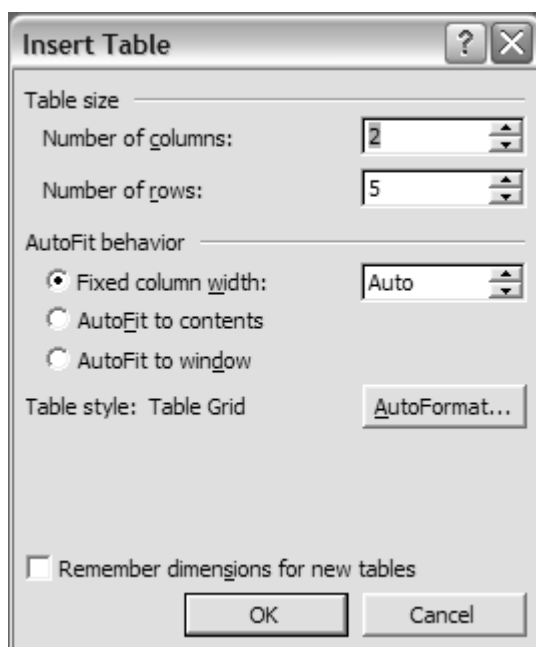 Insert Table ?
Table size
Number of columns: 2
Number of rows: 5
AutoFit behavior
Fixed column width: Auto
AutoFit to contents
AutoFit to window
Table style: Table Grid AutoFormat...
Remember dimensions for new tables
OK Cancel